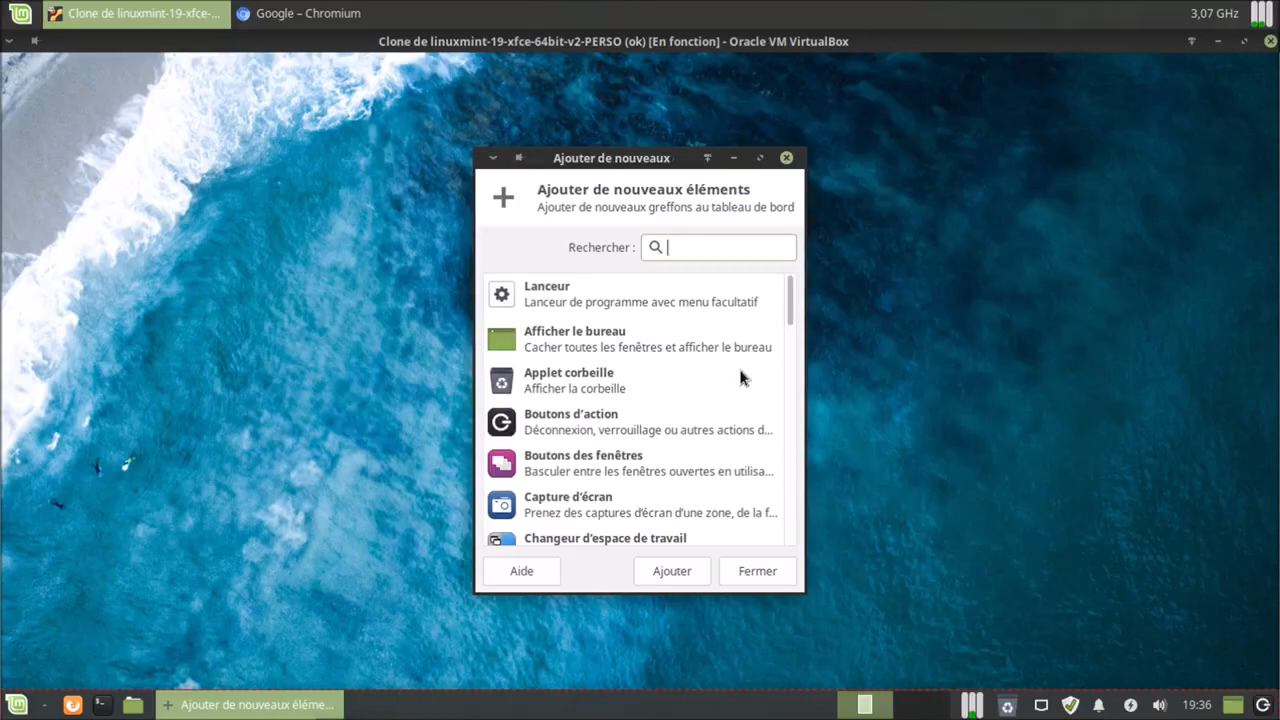 Clone de linuxmint-19-xfce-...
Google – Chromium
3,07 GHz
Clone de linuxmint-19-xfce-64bit-v2-PERSO (ok) [En fonction] - Oracle VM VirtualBox
Ajouter de nouveaux
Ajouter de nouveaux éléments
Ajouter de nouveaux greffons au tableau de bord
Rechercher :
Lanceur
Lanceur de programme avec menu facultatif
Afficher le bureau
Cacher toutes les fenêtres et afficher le bureau
Applet corbeille
Afficher la corbeille
Boutons d’action
Déconnexion, verrouillage ou autres actions d...
Boutons des fenêtres
Basculer entre les fenêtres ouvertes en utilisa...
Capture d’écran
Prenez des captures d’écran d’une zone, de la f...
Changeur d’espace de travail
Aide
Ajouter
Fermer
Ajouter de nouveaux éléme...
19:36